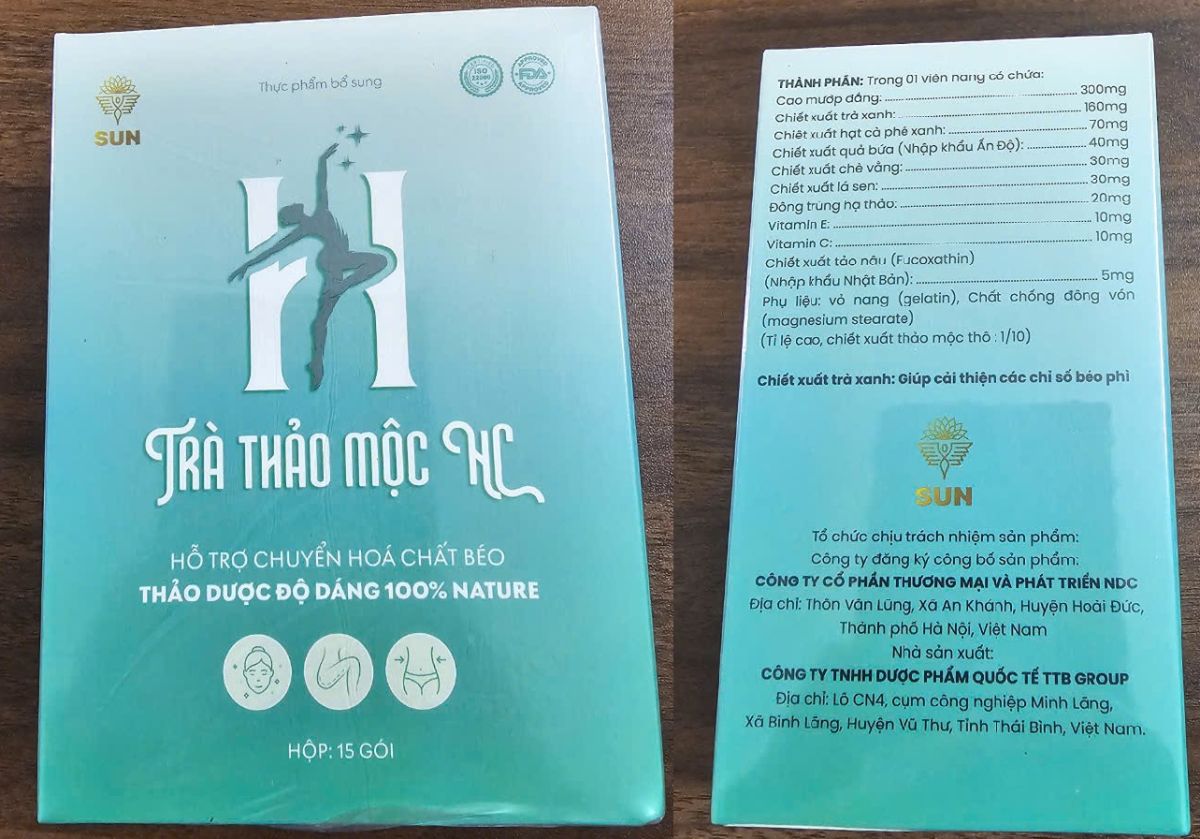 SUN
Thực phẩm bổ sung
ISO
22000
APPROVED
FDA
APPROVED
H
TRÀ THẢO MỘC HC
HỖ TRỢ CHUYỂN HOÁ CHẤT BÉO
THẢO DƯỢC ĐỘ DÁNG 100% NATURE
HỘP: 15 GÓI
THÀNH PHẦN: Trong 01 viên nang có chứa:
Cao mướp đắng: 300mg
Chiết xuất trà xanh: 160mg
Chiết xuất hạt cà phê xanh: 70mg
Chiết xuất quả bứa (Nhập khẩu Ấn Độ): 40mg
Chiết xuất chè vằng: 30mg
Chiết xuất lá sen: 30mg
Đông trùng hạ thảo: 20mg
Vitamin E: 10mg
Vitamin C: 10mg
Chiết xuất tảo nâu (Fucoxathin)
(Nhập khẩu Nhật Bản): 5mg
Phụ liệu: vỏ nang (gelatin), Chất chống đông vón
(magnesium stearate)
(Tỉ lệ cao, chiết xuất thảo mộc thô : 1/10)
Chiết xuất trà xanh: Giúp cải thiện các chỉ số béo phì
SUN
Tổ chức chịu trách nhiệm sản phẩm:
Công ty đăng ký công bố sản phẩm:
CÔNG TY CỔ PHẦN THƯƠNG MẠI VÀ PHÁT TRIỂN NDC
Địa chỉ: Thôn Vân Lũng, Xã An Khánh, Huyện Hoài Đức,
Thành phố Hà Nội, Việt Nam
Nhà sản xuất:
CÔNG TY TNHH DƯỢC PHẨM QUỐC TẾ TTB GROUP
Địa chỉ: Lô CN4, cụm công nghiệp Minh Lãng,
Xã Bình Lãng, Huyện Vũ Thư, Tỉnh Thái Bình, Việt Nam.